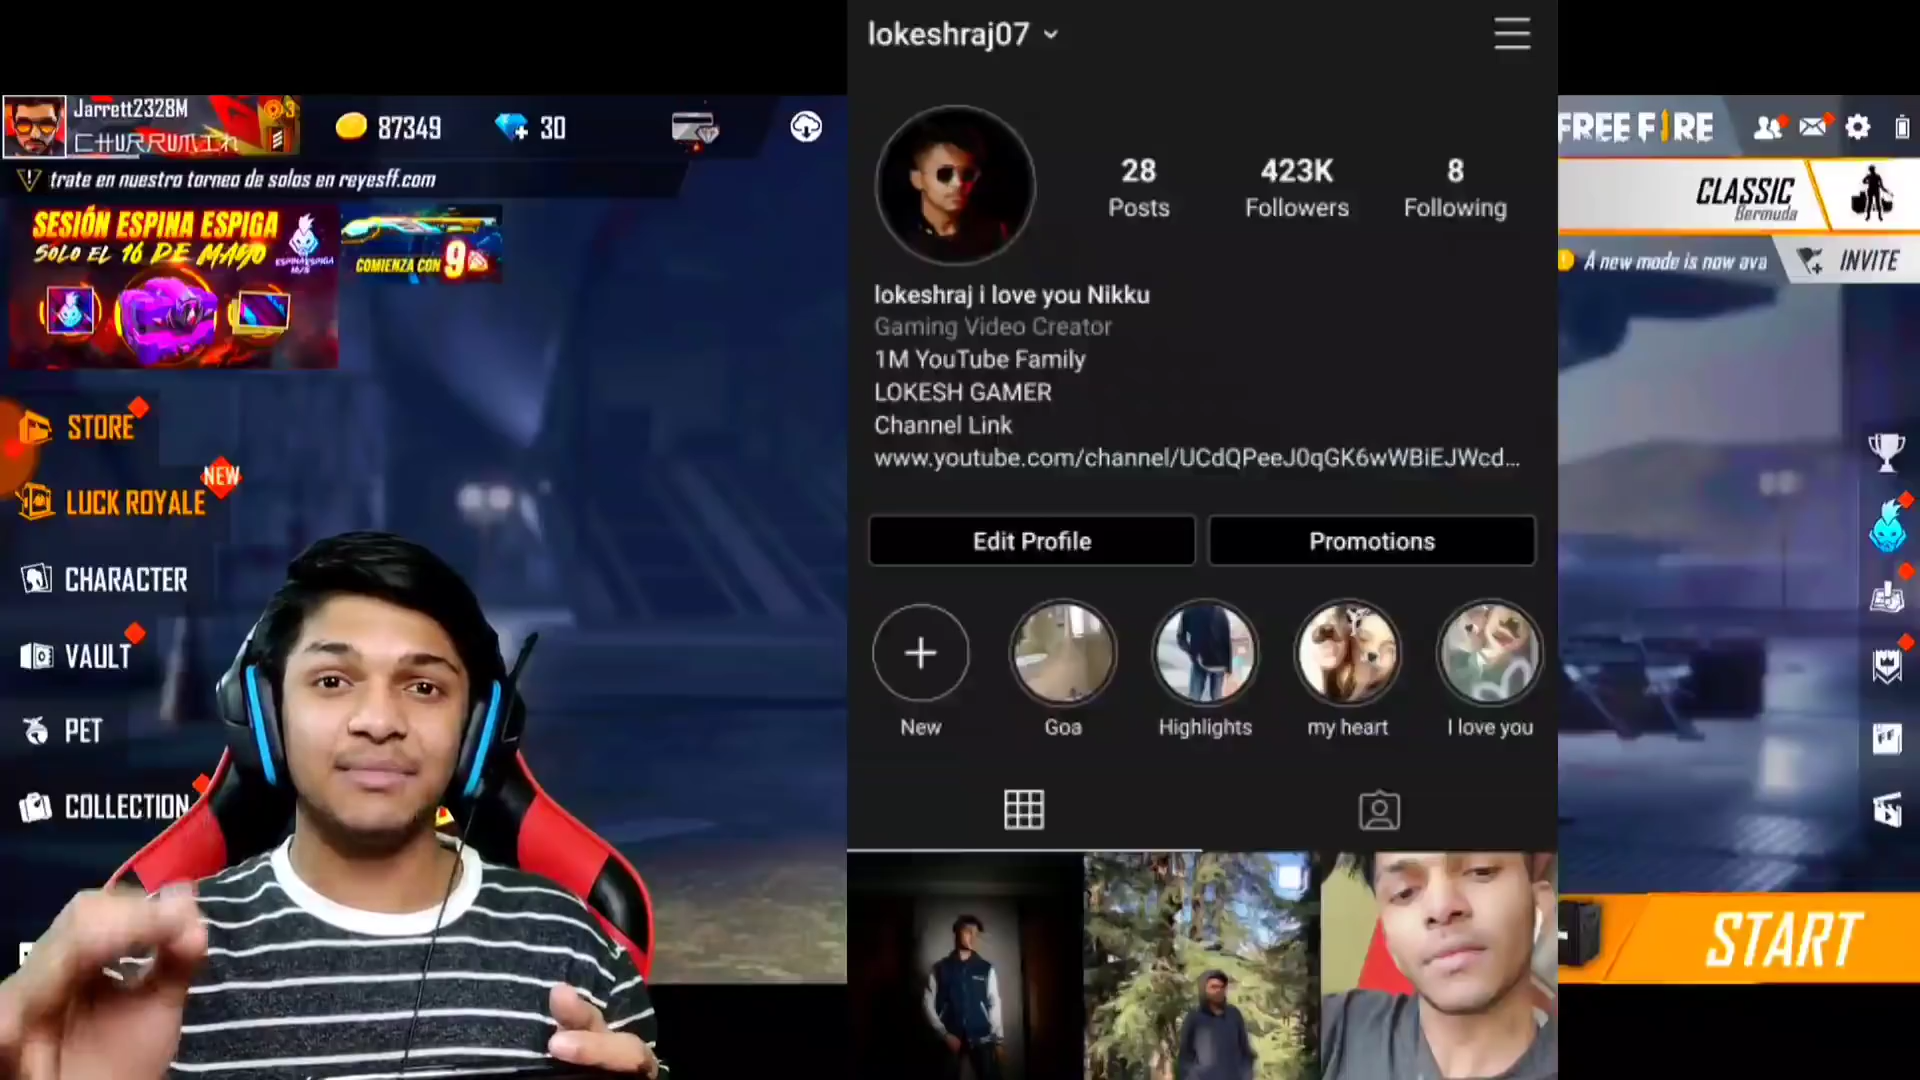 Jarrett2328M
CHURRUMIN
3
87349
30
trate en nuestro torneo de solos en reyesff.com
SESIÓN ESPINA ESPIGA
SOLO EL 16 DE MAYO
COMIENZA CON 9
STORE
NEW
LUCK ROYALE
CHARACTER
VAULT
PET
COLLECTION
lokeshraj07
28
Posts
423K
Followers
8
Following
lokeshraj i love you Nikku
Gaming Video Creator
1M YouTube Family
LOKESH GAMER
Channel Link
www.youtube.com/channel/UCdQPeeJ0qGK6wWBiEJWcd...
Edit Profile
Promotions
New
Goa
Highlights
my heart
I love you
FREE FIRE
CLASSIC
Bermuda
A new mode is now ava
INVITE
FF
START